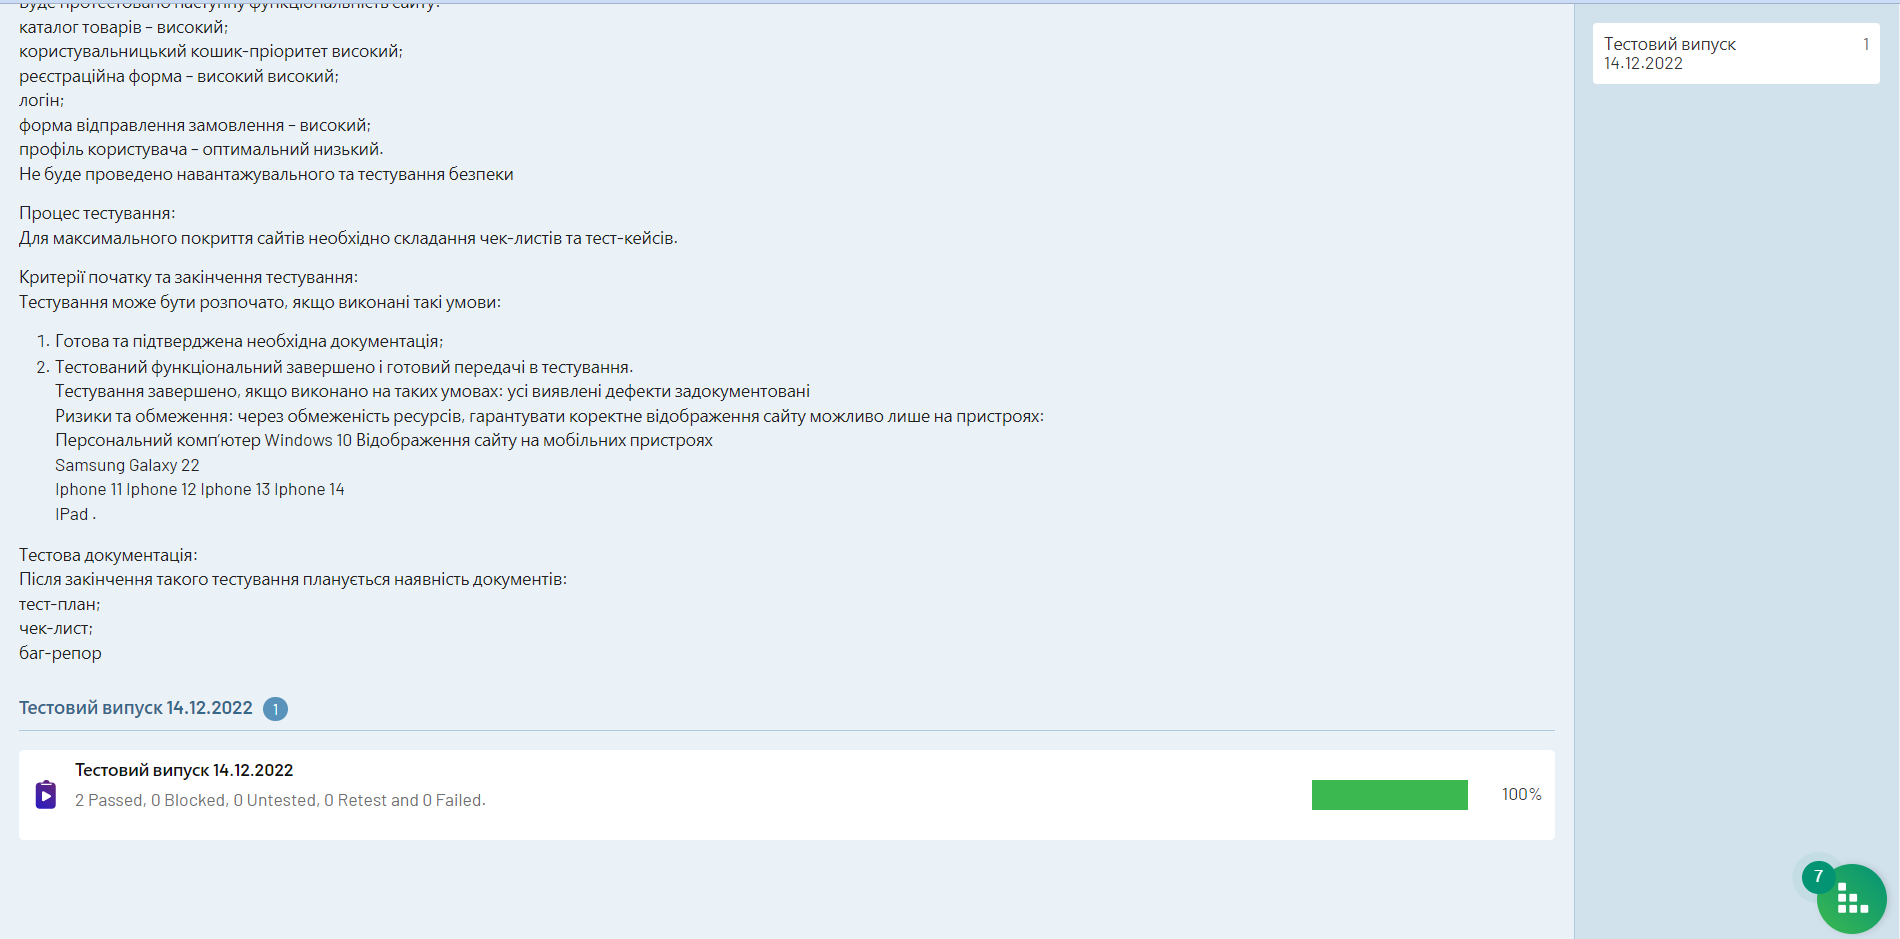 Буде протестовано наступну функціональність сайту:
каталог товарів – високий;
користувальницький кошик-пріоритет високий;
реєстраційна форма – високий високий;
логін;
форма відправлення замовлення – високий;
профіль користувача – оптимальний низький.
Не буде проведено навантажувального та тестування безпеки
Процес тестування:
Для максимального покриття сайтів необхідно складання чек-листів та тест-кейсів.
Критерії початку та закінчення тестування:
Тестування може бути розпочато, якщо виконані такі умови:
1. Готова та підтверджена необхідна документація;
2. Тестований функціональний завершено і готовий передачі в тестування.
Тестування завершено, якщо виконано на таких умовах: усі виявлені дефекти задокументовані
Ризики та обмеження: через обмеженість ресурсів, гарантувати коректне відображення сайту можливо лише на пристроях:
Персональний комп'ютер Windows 10 Відображення сайту на мобільних пристроях
Samsung Galaxy 22
Iphone 11 Iphone 12 Iphone 13 Iphone 14
IPad .
Тестова документація:
Після закінчення такого тестування планується наявність документів:
тест-план;
чек-лист;
баг-репор
Тестовий випуск 14.12.2022 1
Тестовий випуск 14.12.2022
2 Passed, 0 Blocked, 0 Untested, 0 Retest and 0 Failed.
100%
Тестовий випуск 1
14.12.2022
7